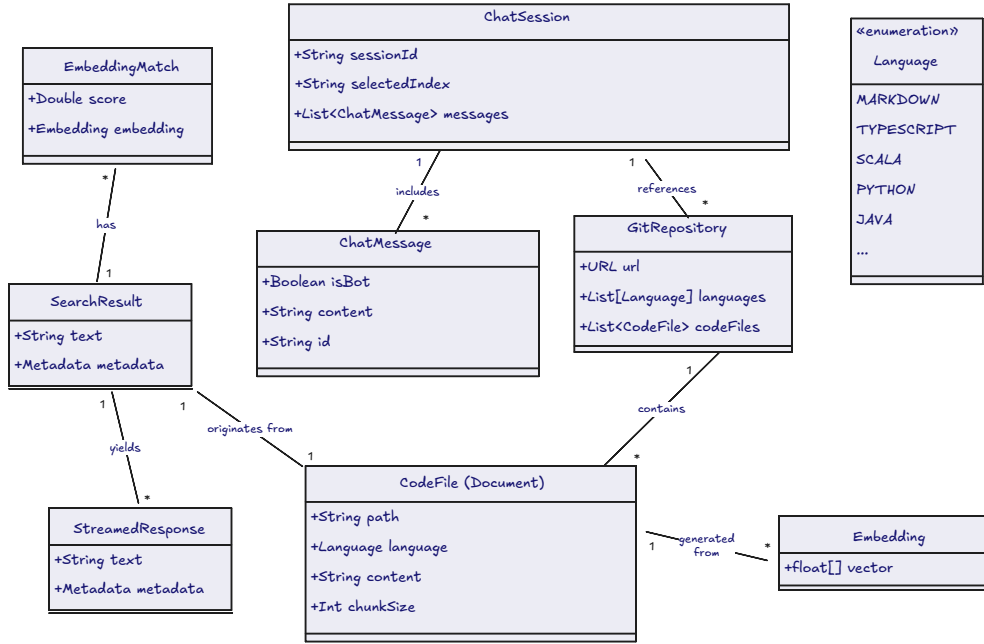 ChatSession
+String sessionId
+String selectedIndex
+List<ChatMessage> messages
«enumeration»
Language
MARKDOWN
TYPESCRIPT
SCALA
PYTHON
JAVA
...
EmbeddingMatch
+Double score
+Embedding embedding
*
has
1
1
includes
*
1
references
*
ChatMessage
+Boolean isBot
+String content
+String id
GitRepository
+URL url
+List[Language] languages
+List<CodeFile> codeFiles
SearchResult
+String text
+Metadata metadata
1
yields
*
1
originates from
1
1
contains
*
StreamedResponse
+String text
+Metadata metadata
CodeFile (Document)
+String path
+Language language
+String content
+Int chunkSize
1
generated
from
*
Embedding
+float[] vector